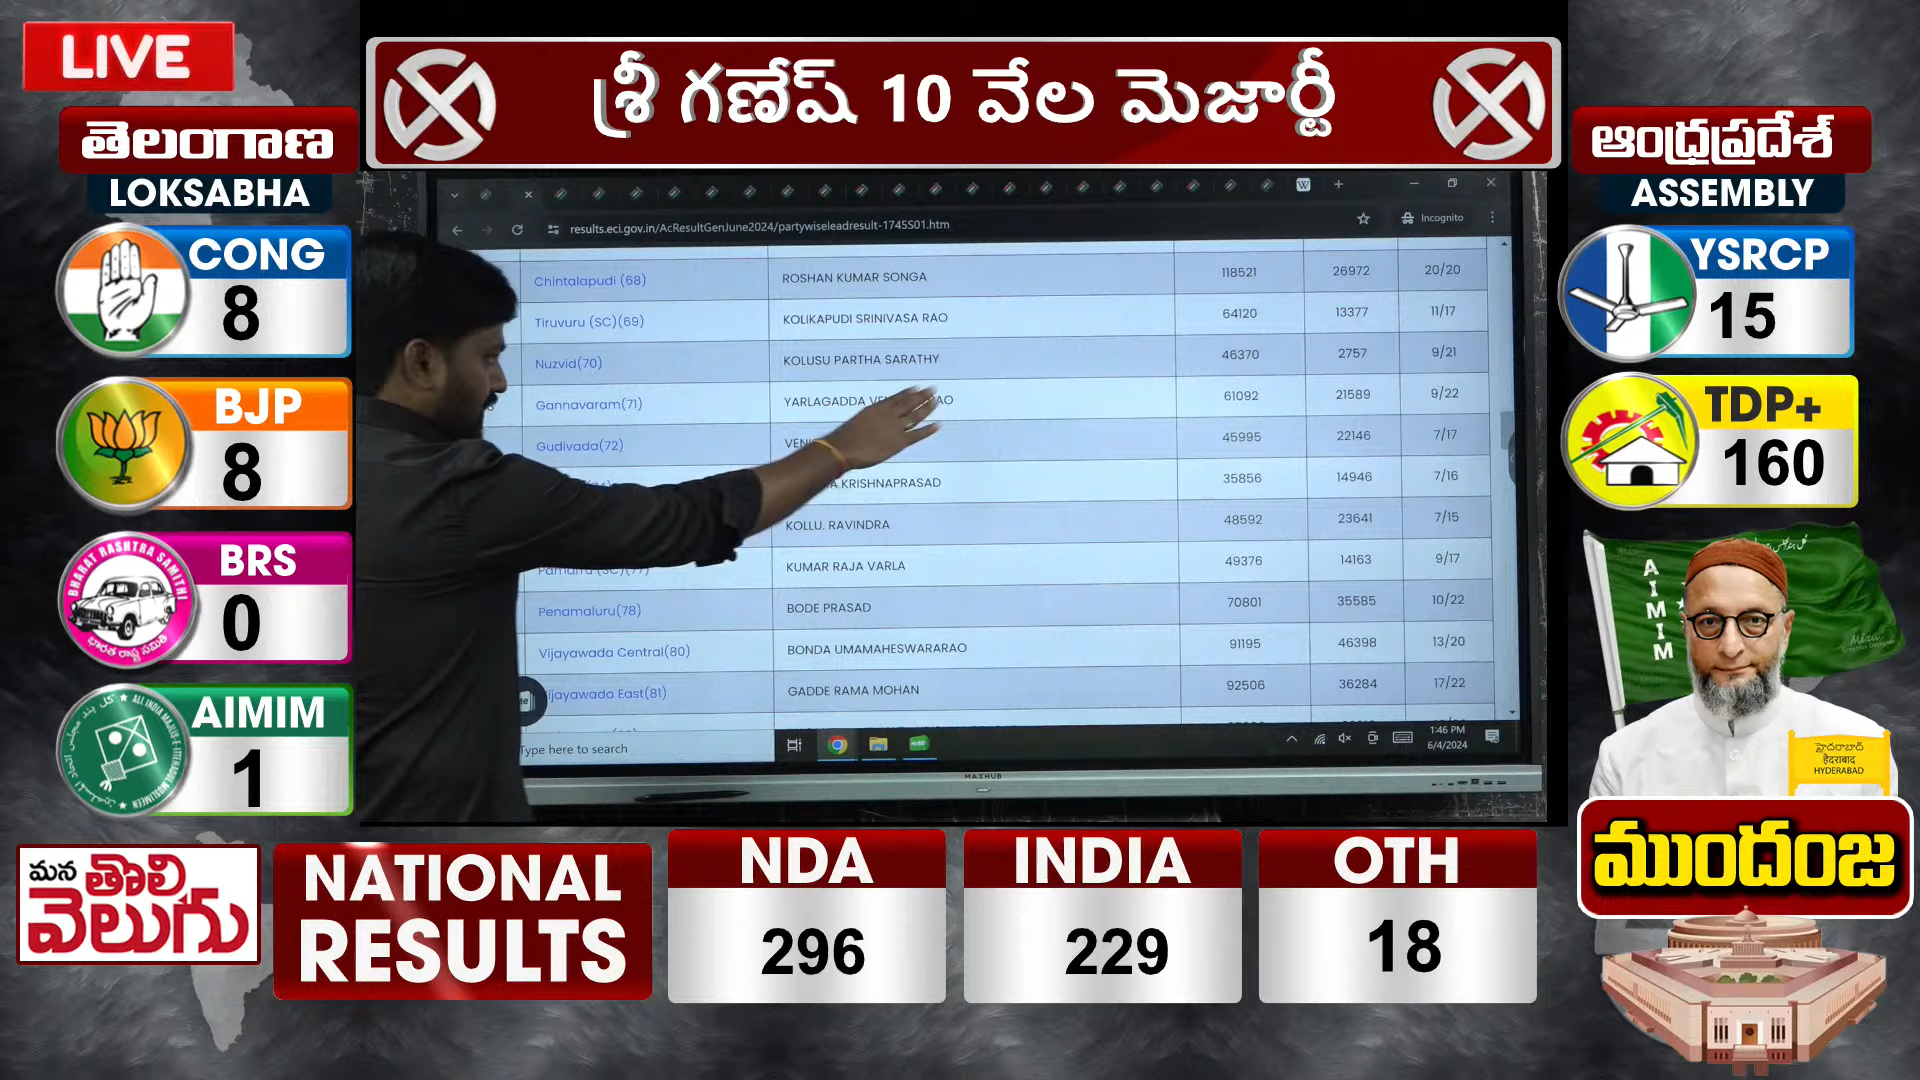 LIVE
శ్రీ గణేష్ 10 వేల మెజార్టీ
తెలంగాణ
LOKSABHA
CONG
8
BJP
8
BRS
0
BHARAT RASHTRA SAMITHI
భారత రాష్ట్ర సమితి
AIMIM
1
results.eci.gov.in/AcResultGenJune2024/partywiseleadresult-1745S01.htm
Incognito
Chintalapudi (68) ROSHAN KUMAR SONGA 118521 26972 20/20
Tiruvuru (SC)(69) KOLIKAPUDI SRINIVASA RAO 64120 13377 11/17
Nuzvid(70) KOLUSU PARTHA SARATHY 46370 2757 9/21
Gannavaram(71) YARLAGADDA 61092 21589 9/22
Gudivada(72) 45995 22146 7/17
KRISHNAPRASAD 35856 14946 7/16
KOLLU. RAVINDRA 48592 23641 7/15
KUMAR RAJA VARLA 49376 14163 9/17
Penamaluru(78) BODE PRASAD 70801 35585 10/22
Vijayawada Central(80) BONDA UMAMAHESWARARAO 91195 46398 13/20
ijayawada East(81) GADDE RAMA MOHAN 92506 36284 17/22
Type here to search
1:46 PM
6/4/2024
MAXHUB
ఆంధ్రప్రదేశ్
ASSEMBLY
YSRCP
15
TDP+
160
AIMIM
హైదరాబాద్
हैदराबाद
HYDERABAD
ముందంజ
మన
తొలి
వెలుగు
NATIONAL
RESULTS
NDA
296
INDIA
229
OTH
18